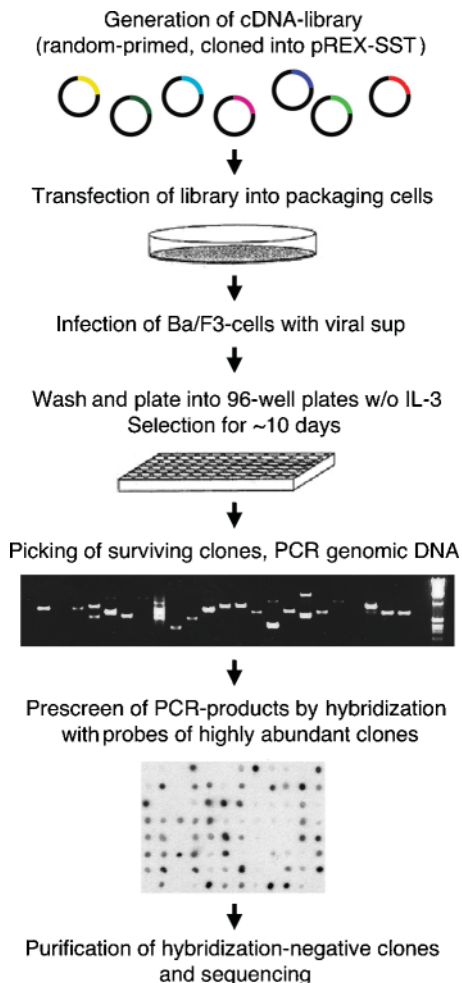 Generation of cDNA-library
(random-primed, cloned into pREX-SST)
Transfection of library into packaging cells
Infection of Ba/F3-cells with viral sup
Wash and plate into 96-well plates w/o IL-3
Selection for ~10 days
Picking of surviving clones, PCR genomic DNA
Prescreen of PCR-products by hybridization
with probes of highly abundant clones
Purification of hybridization-negative clones
and sequencing